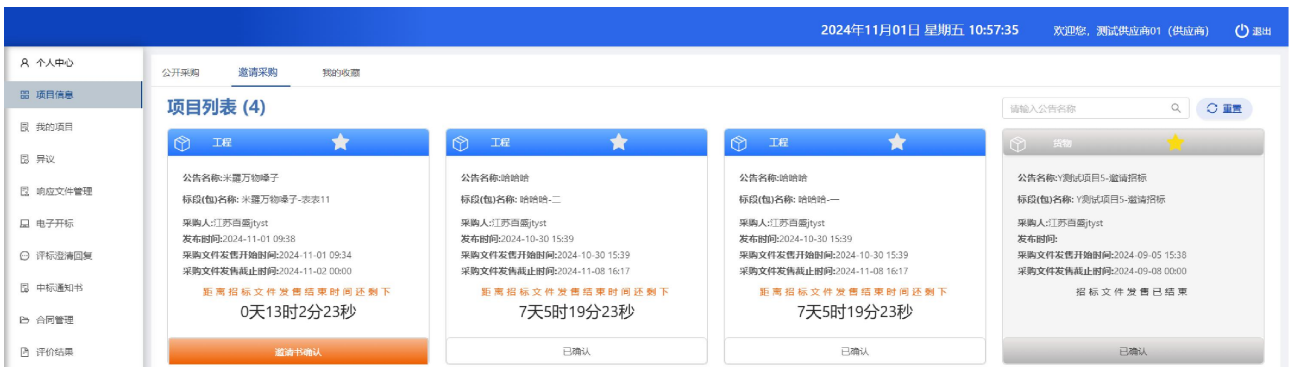 2024年11月01日 星期五 10:57:35 欢迎您，测试供应商01（供应商） 退出
个人中心
项目信息
我的项目
异议
响应文件管理
电子开标
评标澄清回复
中标通知书
合同管理
评价结果
公开采购 邀请采购 我的收藏
项目列表 (4)
请输入公告名称 重置
工程
公告名称:米蘿万物嗓子
标段(包)名称: 米蘿万物嗓子-衣衣11
采购人:江苏百盛jtyst
发布时间:2024-11-01 09:38
采购文件发售开始时间:2024-11-01 09:34
采购文件发售截止时间:2024-11-02 00:00
距离招标文件发售结束时间还剩下
0天13时2分23秒
邀请书确认
工程
公告名称:哈哈哈
标段(包)名称: 哈哈哈-二
采购人:江苏百盛jtyst
发布时间:2024-10-30 15:39
采购文件发售开始时间:2024-10-30 15:39
采购文件发售截止时间:2024-11-08 16:17
距离招标文件发售结束时间还剩下
7天5时19分23秒
已确认
工程
公告名称:哈哈哈
标段(包)名称: 哈哈哈-一
采购人:江苏百盛jtyst
发布时间:2024-10-30 15:39
采购文件发售开始时间:2024-10-30 15:39
采购文件发售截止时间:2024-11-08 16:17
距离招标文件发售结束时间还剩下
7天5时19分23秒
已确认
货物
公告名称:Y测试项目5-邀请招标
标段(包)名称: Y测试项目5-邀请招标
采购人:江苏百盛jtyst
发布时间:
采购文件发售开始时间:2024-09-05 15:38
采购文件发售截止时间:2024-09-08 00:00
招标文件发售已结束
已确认